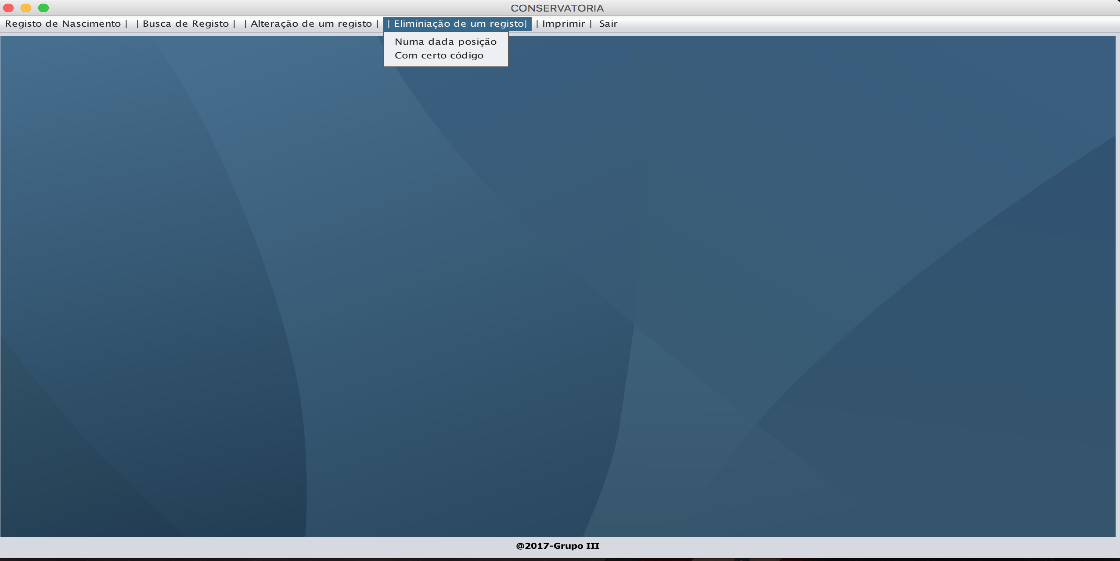 CONSERVATORIA
Registo de Nascimento | | Busca de Registo | | Alteração de um registo | | Eliminiação de um registo| | Imprimir | Sair
Numa dada posição
Com certo código
@2017-Grupo III